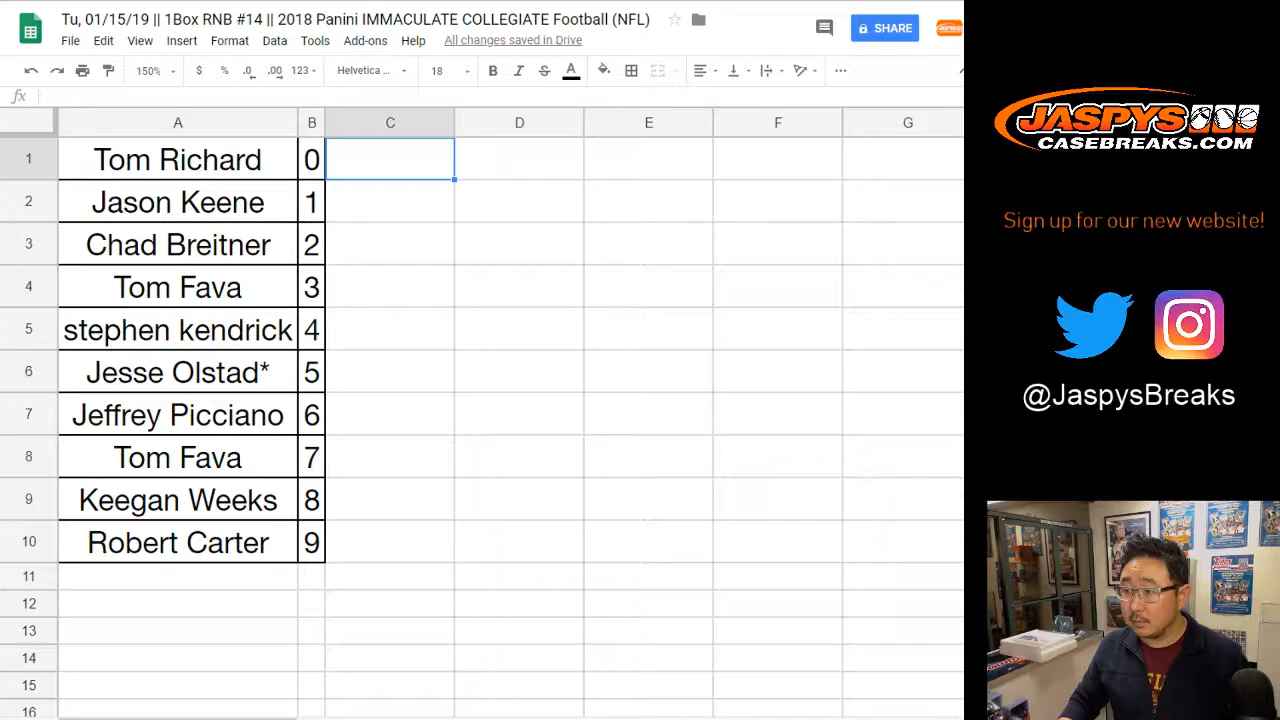 Tu, 01/15/19 || 1Box RNB #14 || 2018 Panini IMMACULATE COLLEGIATE Football (NFL)
File Edit View Insert Format Data Tools Add-ons Help All changes saved in Drive
SHARE
150% $ % .0 .00 123 Helvetica ... 18 B I S A
fx
A B C D E F G
1 Tom Richard 0
2 Jason Keene 1
3 Chad Breitner 2
4 Tom Fava 3
5 stephen kendrick 4
6 Jesse Olstad* 5
7 Jeffrey Picciano 6
8 Tom Fava 7
9 Keegan Weeks 8
10 Robert Carter 9
11
12
13
14
15
16
JASPYS
CASEBREAKS.COM
Sign up for our new website!
@JaspysBreaks